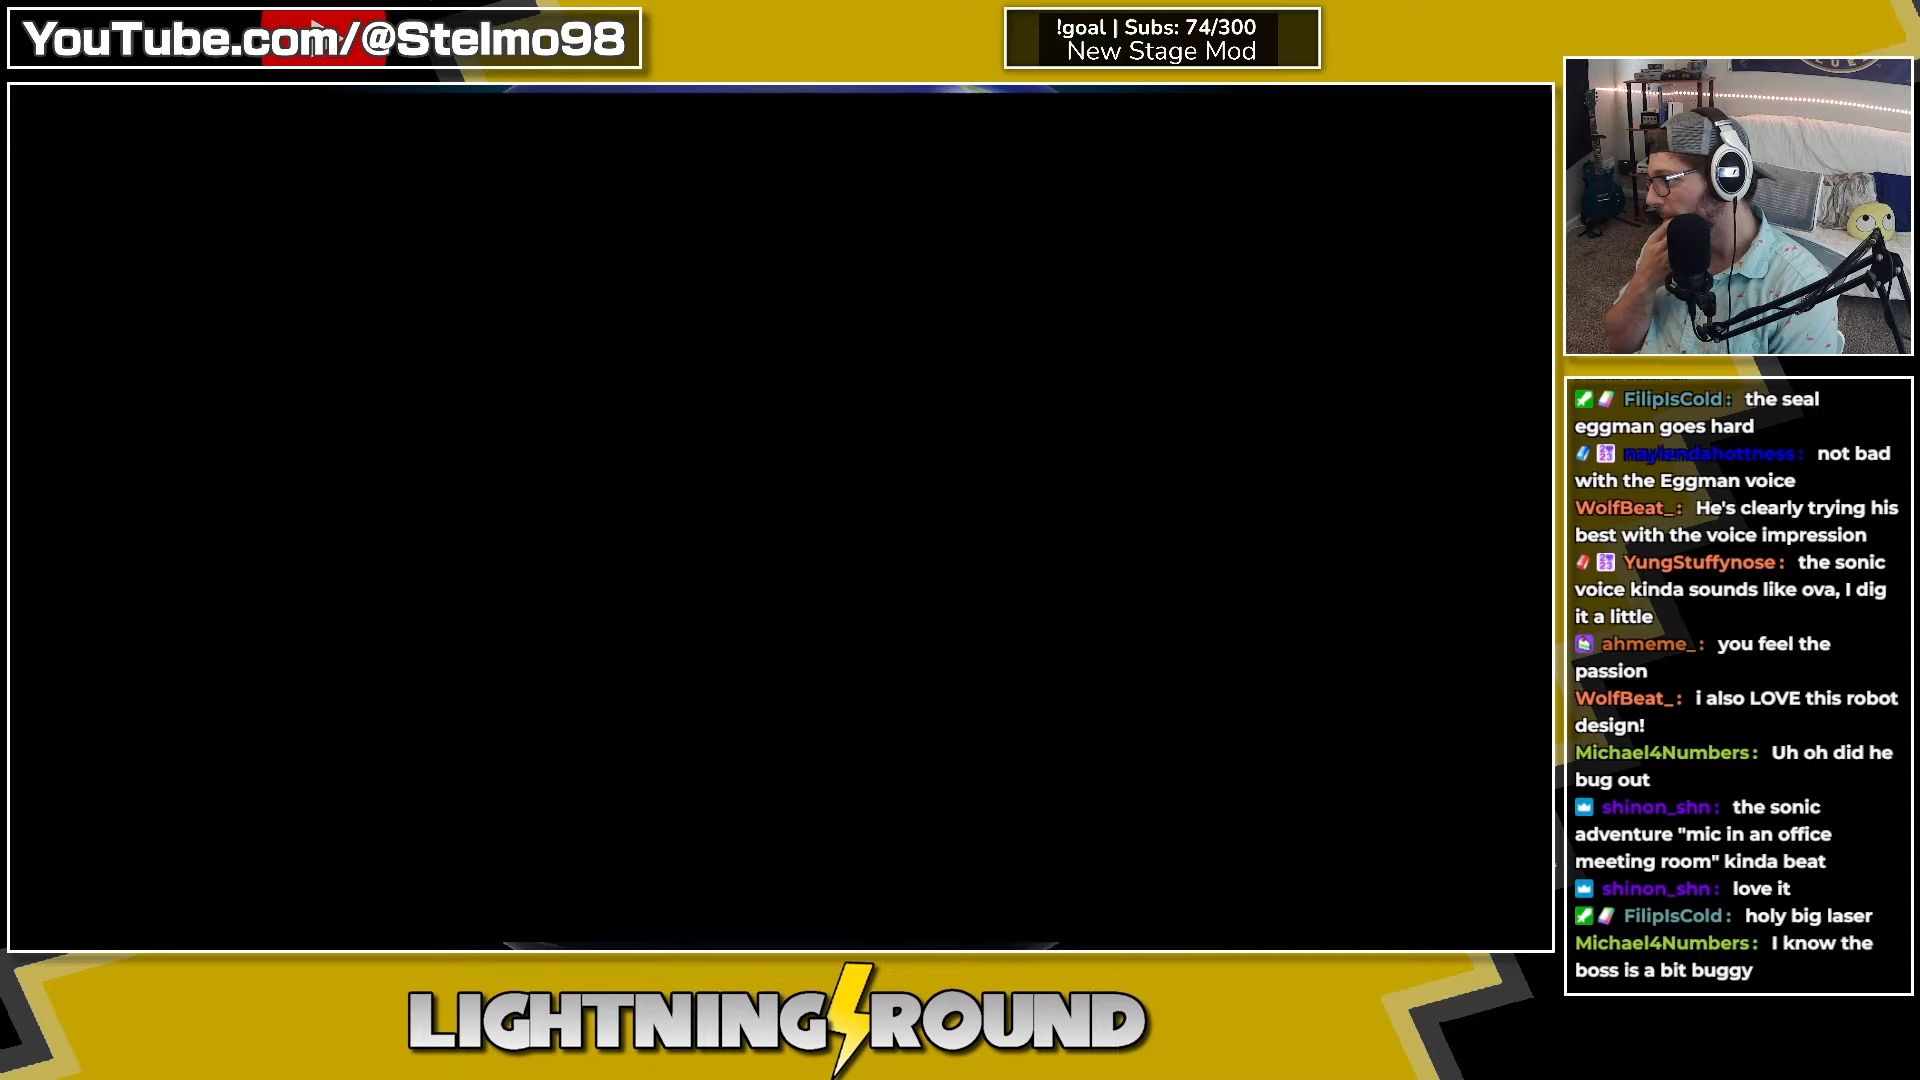 YouTube.com/@Stelmo98
!goal | Subs: 74/300
New Stage Mod
FilipIsCold: the seal
eggman goes hard
naylendahottness: not bad
with the Eggman voice
WolfBeat_: He's clearly trying his
best with the voice impression
YungStuffynose: the sonic
voice kinda sounds like ova, I dig
it a little
ahmeme_: you feel the
passion
WolfBeat_: i also LOVE this robot
design!
Michael4Numbers: Uh oh did he
bug out
shinon_shn: the sonic
adventure "mic in an office
meeting room" kinda beat
shinon_shn: love it
FilipIsCold: holy big laser
Michael4Numbers: I know the
boss is a bit buggy
LIGHTNING ROUND